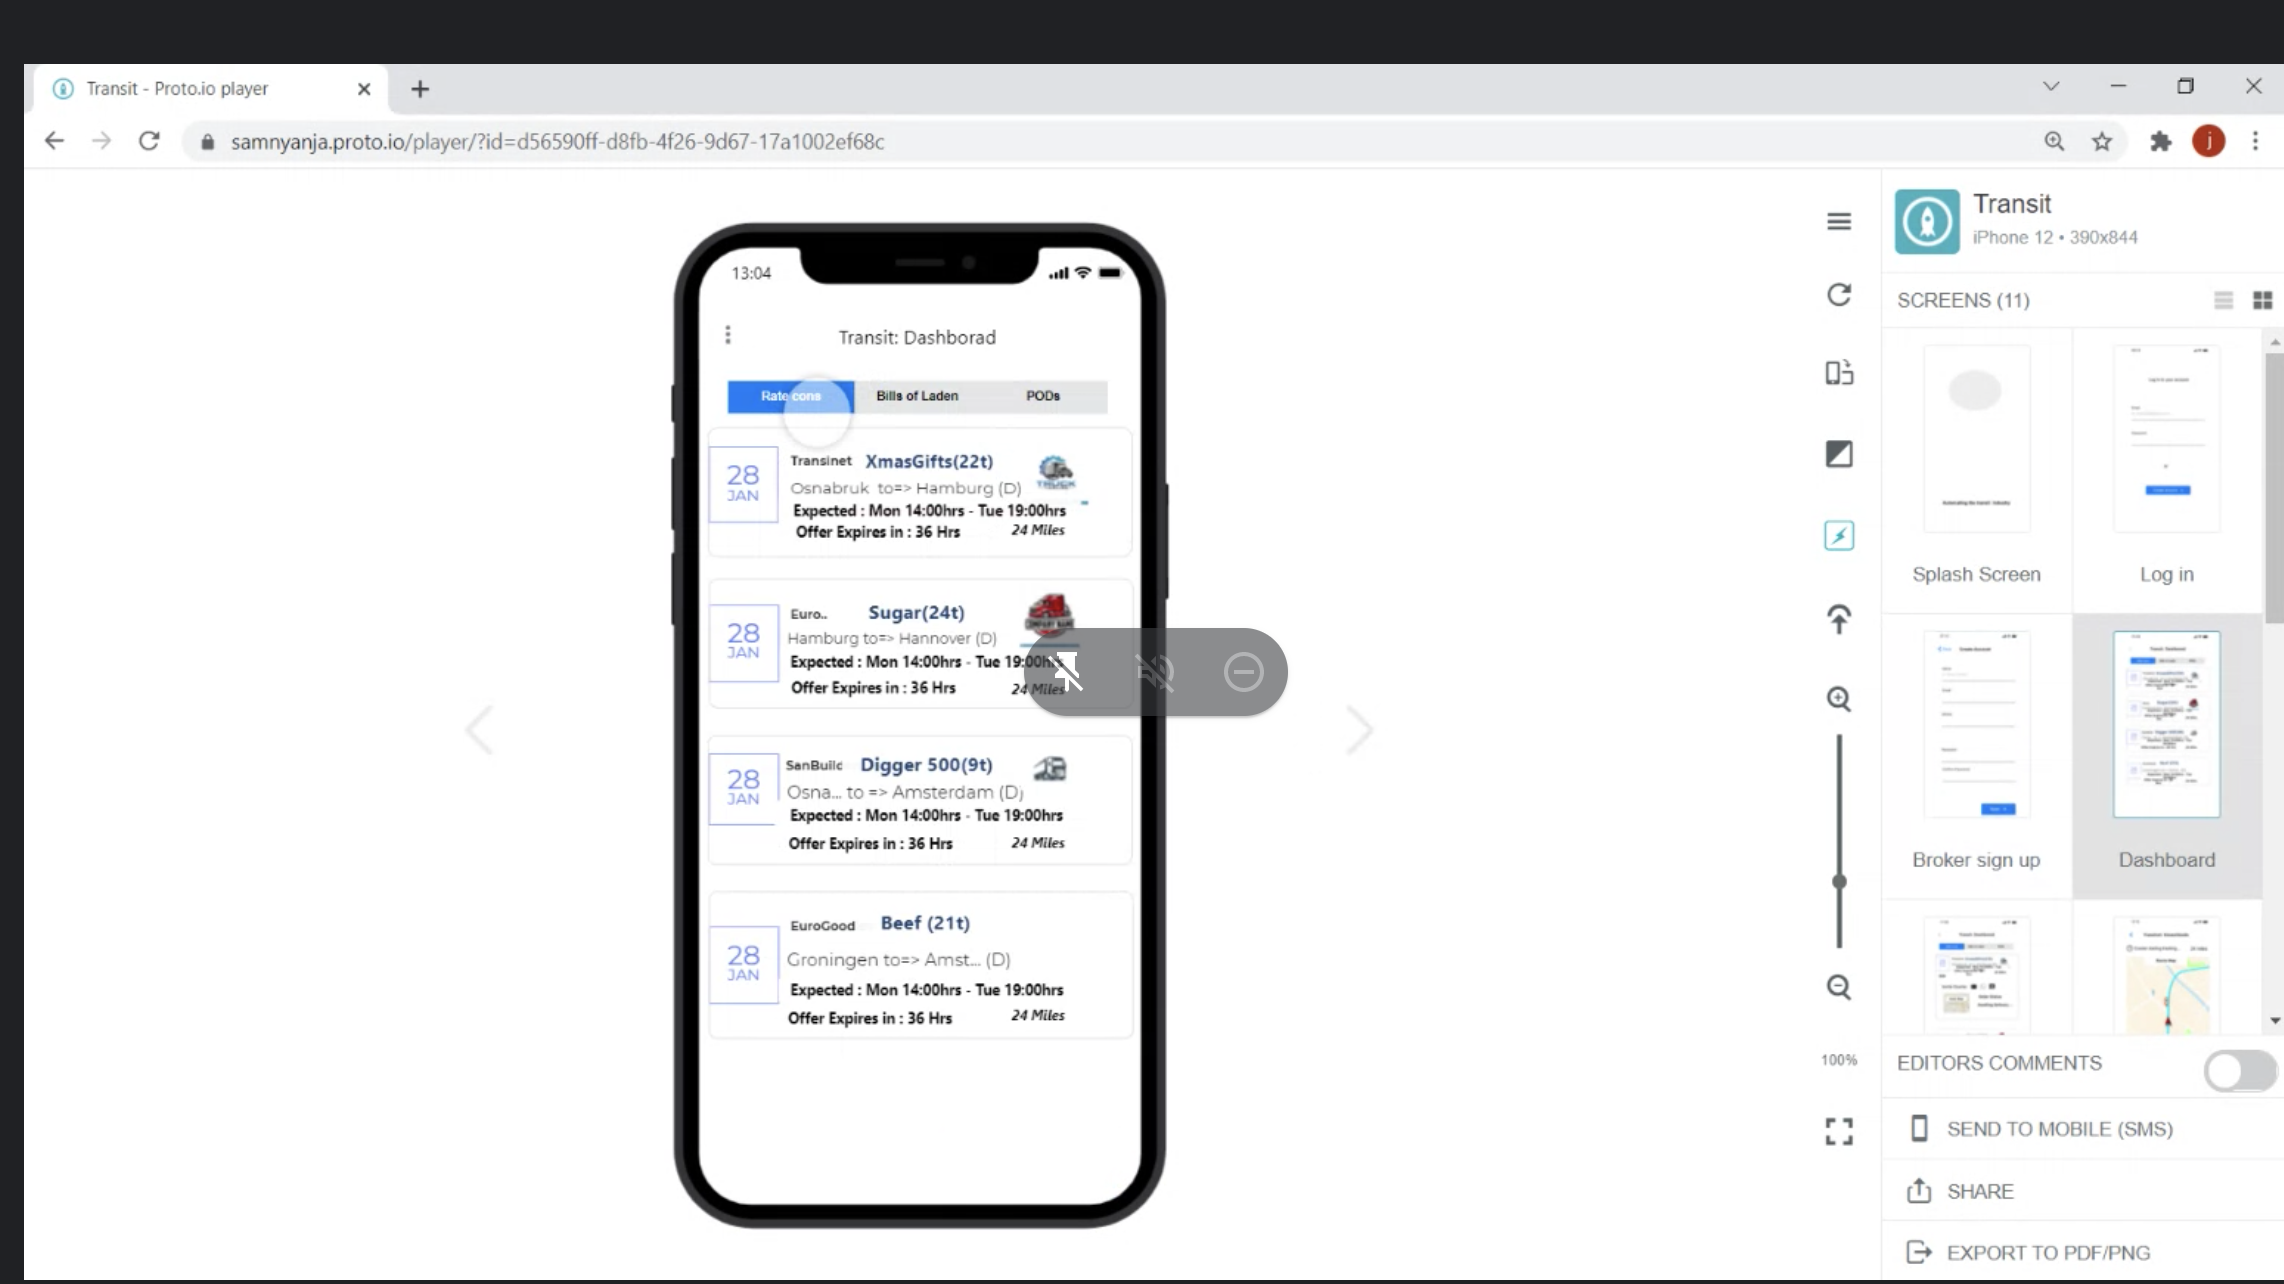 Transit - Proto.io player
samnyanja.proto.io/player/?id=d56590ff-d8fb-4f26-9d67-17a1002ef68c
j
13:04
Transit: Dashborad
Rate cons
Bills of Laden
PODs
28
JAN
Transinet XmasGifts(22t)
TRUCK
Osnabruk to=> Hamburg (D)
Expected : Mon 14:00hrs - Tue 19:00hrs
Offer Expires in : 36 Hrs
24 Miles
28
JAN
Euro.. Sugar(24t)
COMPANY NAME
Hamburg to=> Hannover (D)
Expected : Mon 14:00hrs - Tue 19:00hrs
Offer Expires in : 36 Hrs
24 Miles
28
JAN
SanBuilc Digger 500(9t)
Osna... to => Amsterdam (D)
Expected : Mon 14:00hrs - Tue 19:00hrs
Offer Expires in : 36 Hrs
24 Miles
28
JAN
EuroGood Beef (21t)
Groningen to=> Amst... (D)
Expected : Mon 14:00hrs - Tue 19:00hrs
Offer Expires in : 36 Hrs
24 Miles
100%
Transit
iPhone 12 • 390x844
SCREENS (11)
Splash Screen
Log in
Broker sign up
Dashboard
EDITORS COMMENTS
SEND TO MOBILE (SMS)
SHARE
EXPORT TO PDF/PNG